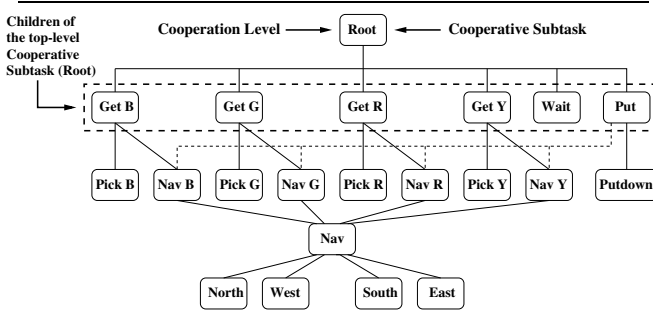 Children of
the top-level
Cooperative
Subtask (Root)
Cooperation Level
Root
Cooperative Subtask
Get B
Get G
Get R
Get Y
Wait
Put
Pick B
Nav B
Pick G
Nav G
Pick R
Nav R
Pick Y
Nav Y
Putdown
Nav
North
West
South
East